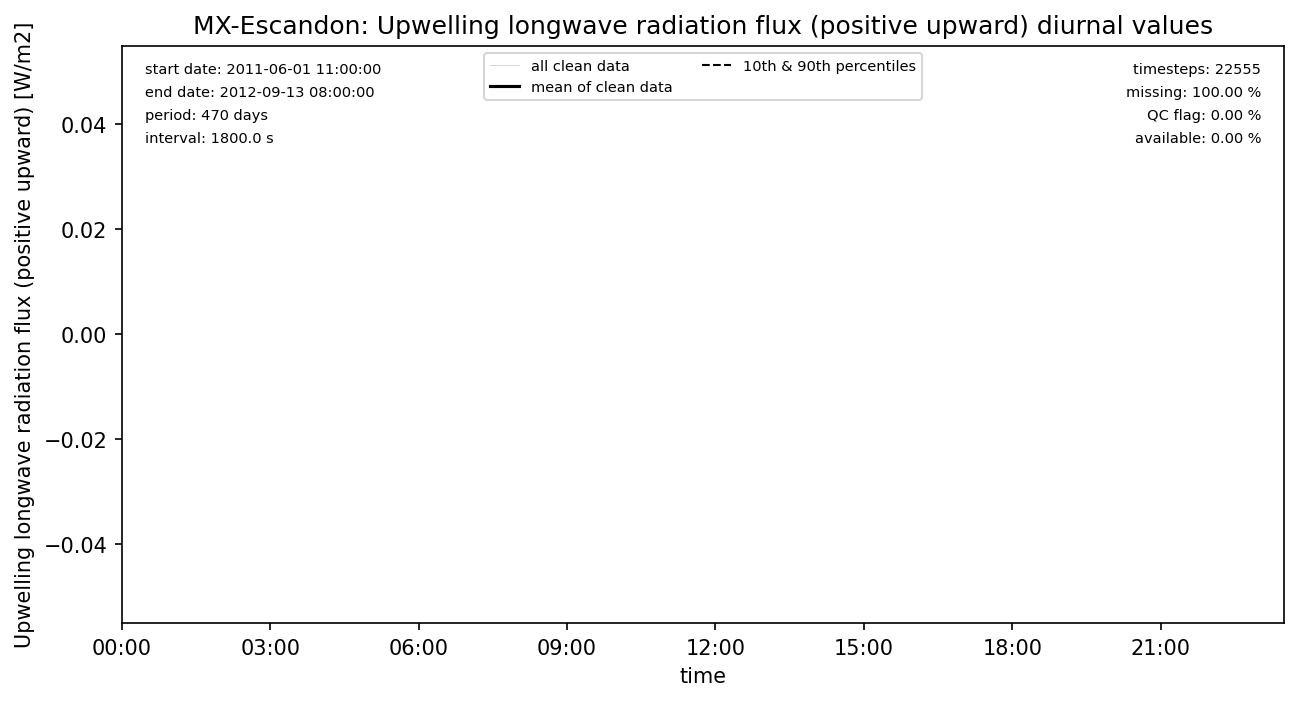 MX-Escandon: Upwelling longwave radiation flux (positive upward) diurnal values
Upwelling longwave radiation flux (positive upward) [W/m2]
start date: 2011-06-01 11:00:00
end date: 2012-09-13 08:00:00
period: 470 days
interval: 1800.0 s
all clean data
mean of clean data
10th & 90th percentiles
timesteps: 22555
missing: 100.00 %
QC flag: 0.00 %
available: 0.00 %
0.04
0.02
0.00
−0.02
−0.04
00:00 03:00 06:00 09:00 12:00 15:00 18:00 21:00
time